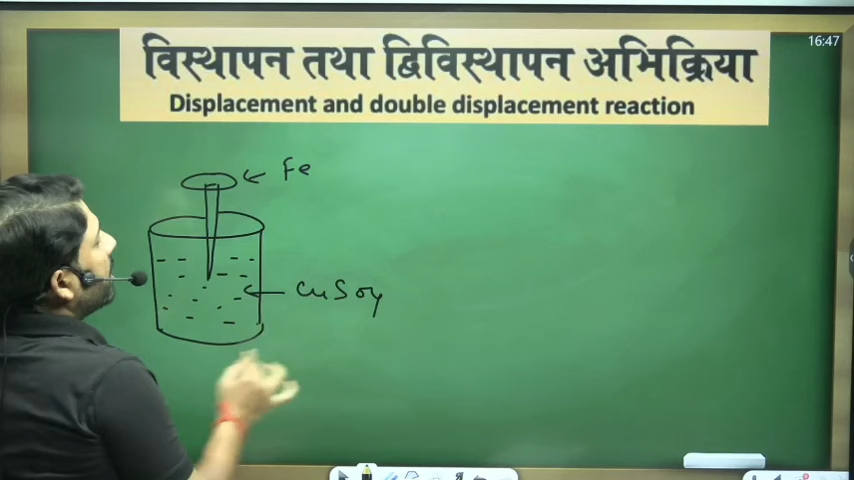 16:47
विस्थापन तथा द्विविस्थापन अभिक्रिया
Displacement and double displacement reaction
Fe
CuSO4